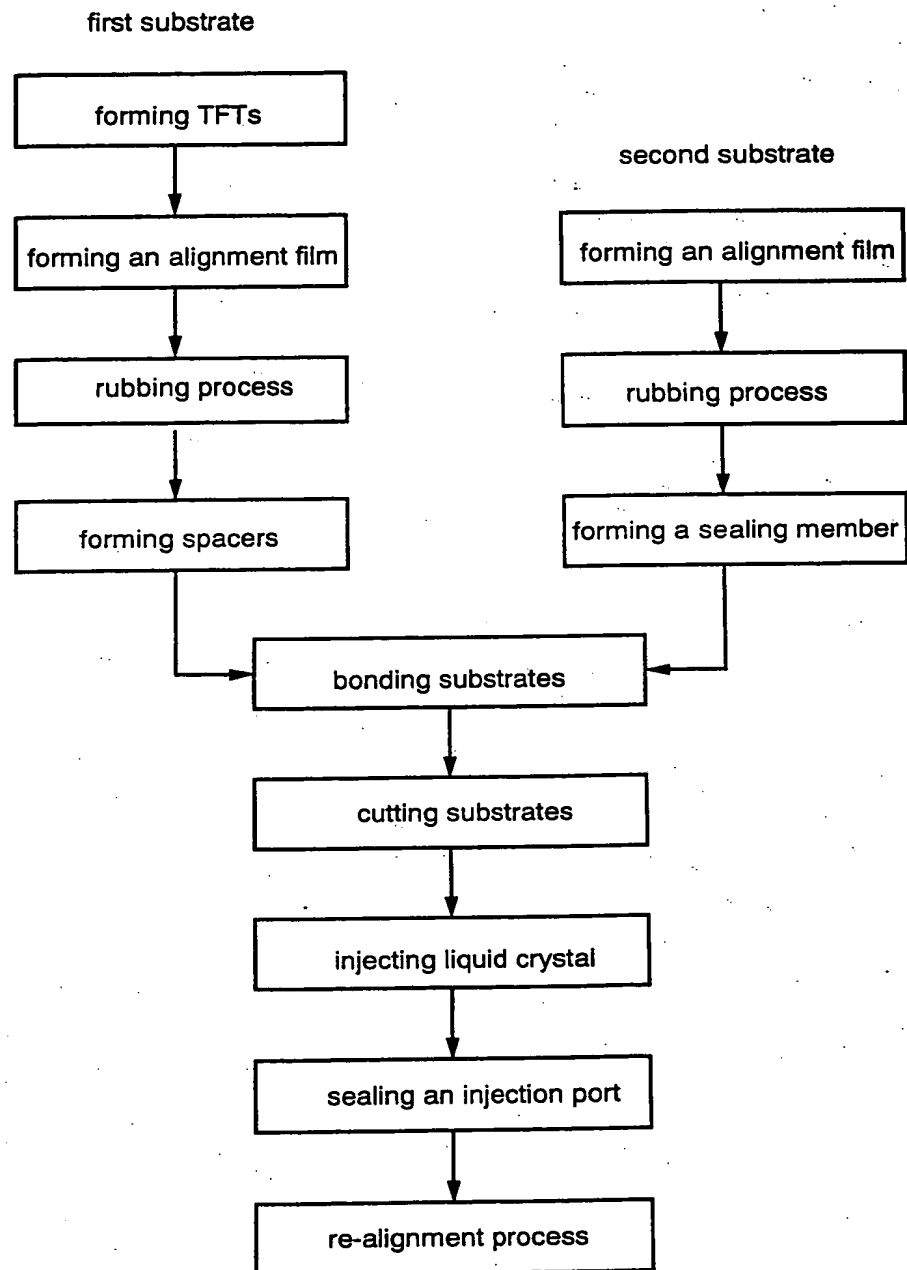 first substrate
forming TFTs
forming an alignment film
rubbing process
forming spacers
second substrate
forming an alignment film
rubbing process
forming a sealing member
bonding substrates
cutting substrates
injecting liquid crystal
sealing an injection port
re-alignment process